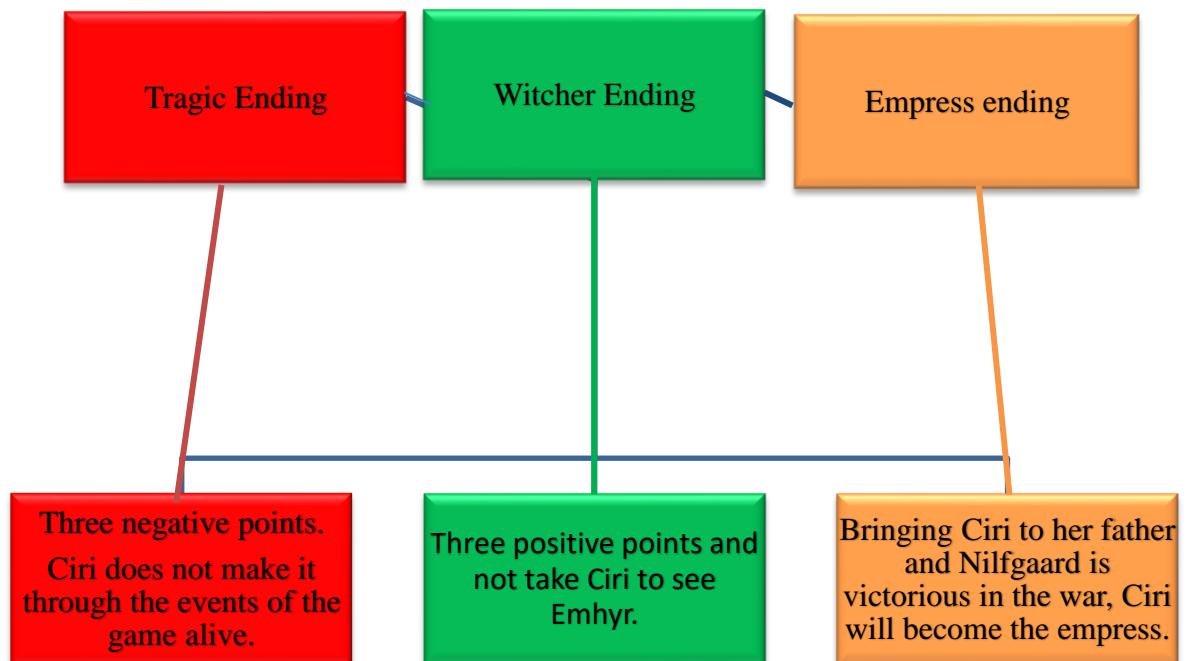 Tragic Ending
Witcher Ending
Empress ending
Three negative points.
Ciri does not make it
through the events of the
game alive.
Three positive points and
not take Ciri to see
Emhyr.
Bringing Ciri to her father
and Nilfgaard is
victorious in the war, Ciri
will become the empress.